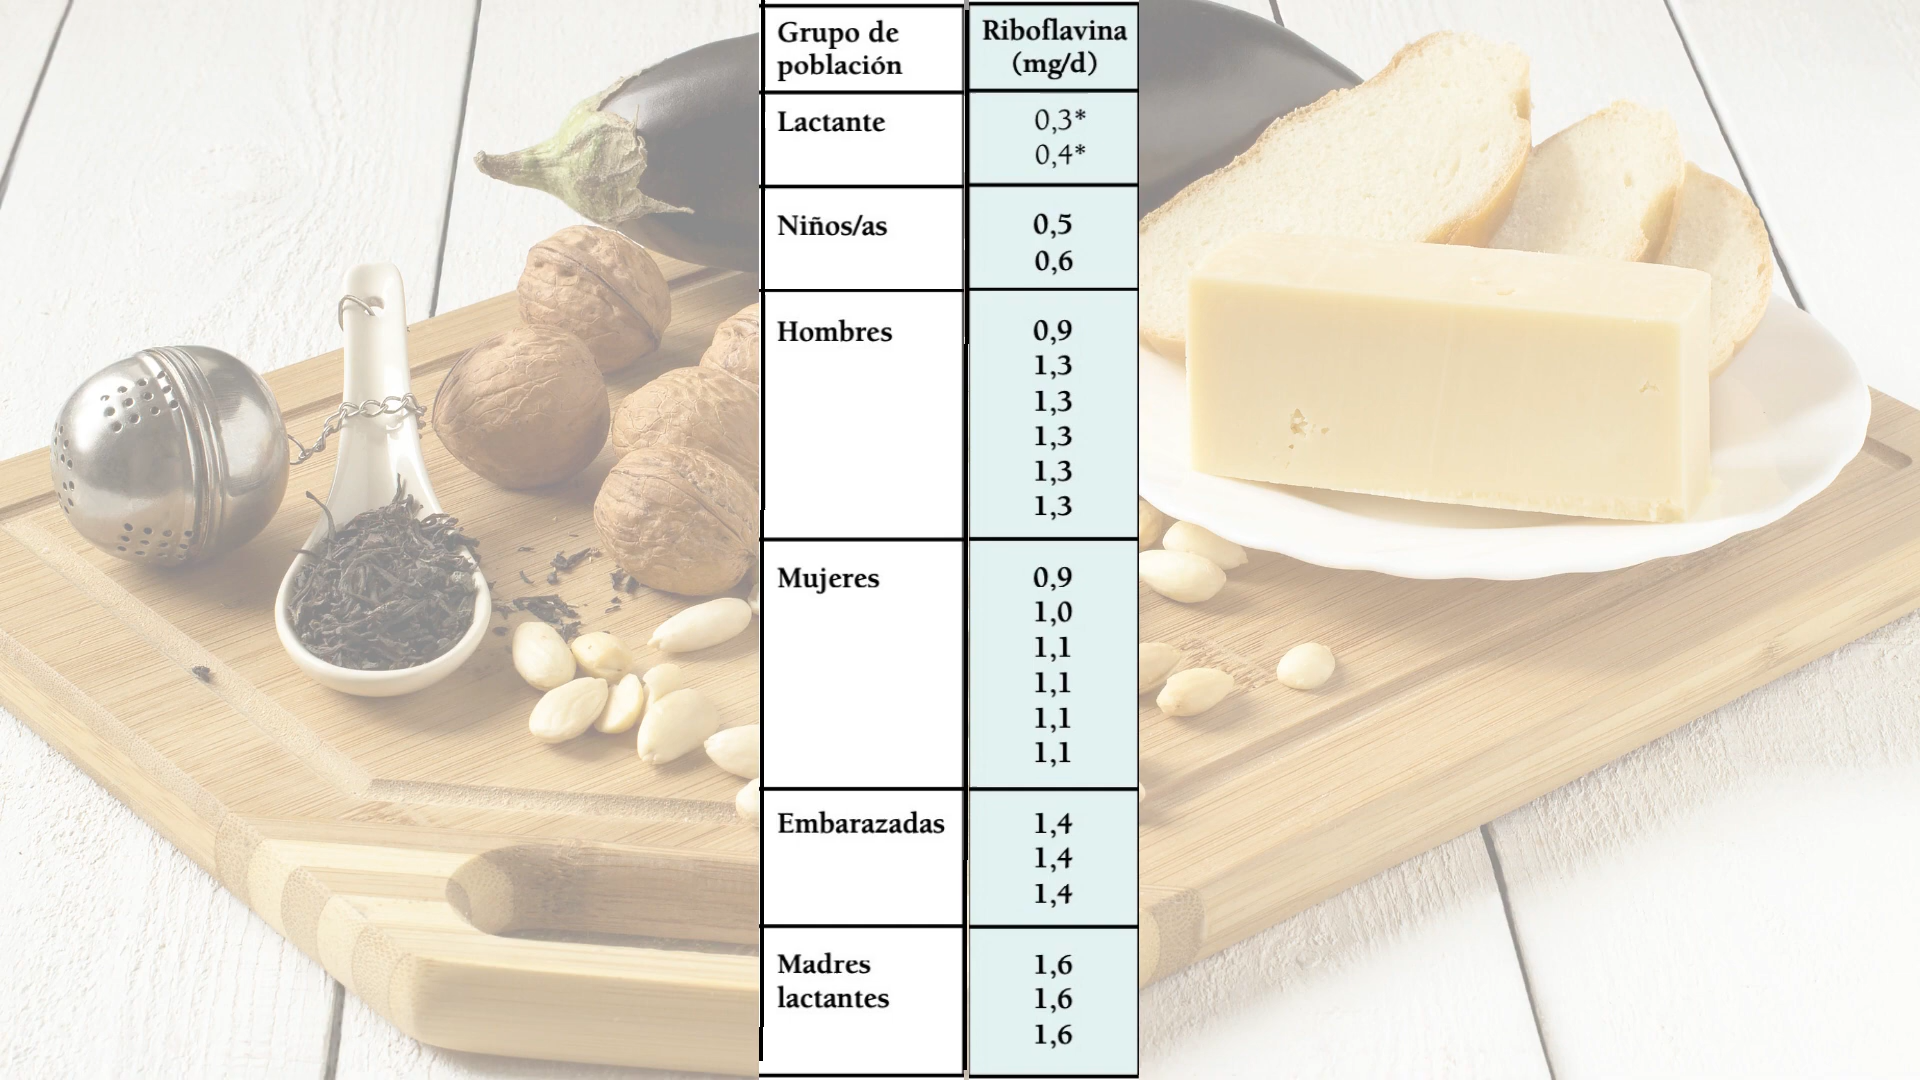 Grupo de población
Riboflavina (mg/d)
Lactante
0,3*
0,4*
Niños/as
0,5
0,6
Hombres
0,9
1,3
1,3
1,3
1,3
1,3
Mujeres
0,9
1,0
1,1
1,1
1,1
1,1
Embarazadas
1,4
1,4
1,4
Madres lactantes
1,6
1,6
1,6